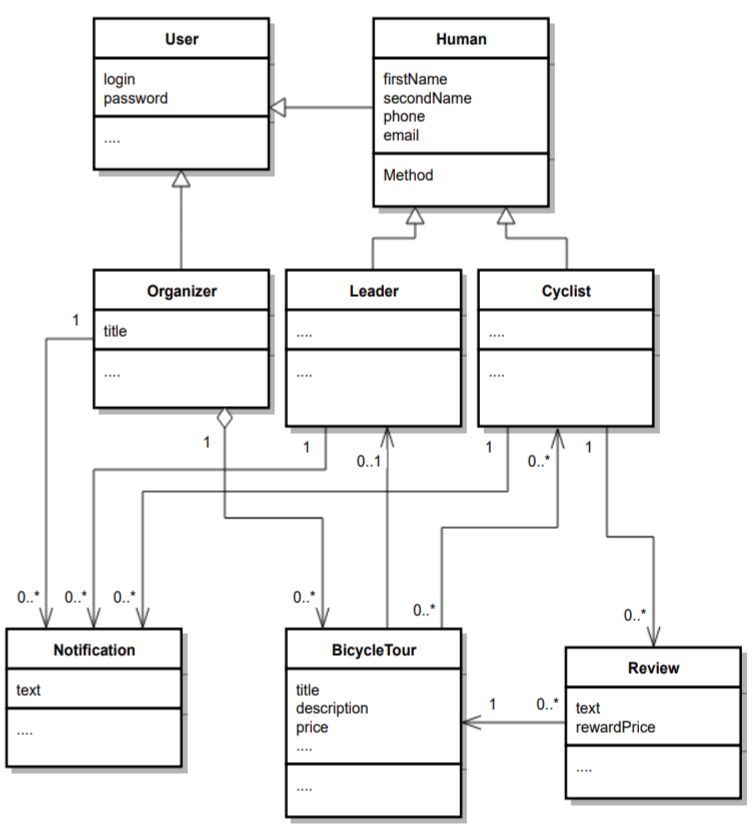 User
login
password
....
Human
firstName
secondName
phone
email
Method
Organizer
title
....
Leader
....
....
Cyclist
....
....
1
1
1
0..1
1
0..*
1
0..*
0..*
0..*
0..*
0..*
0..*
Notification
text
....
BicycleTour
title
description
price
....
....
1
0..*
Review
text
rewardPrice
....